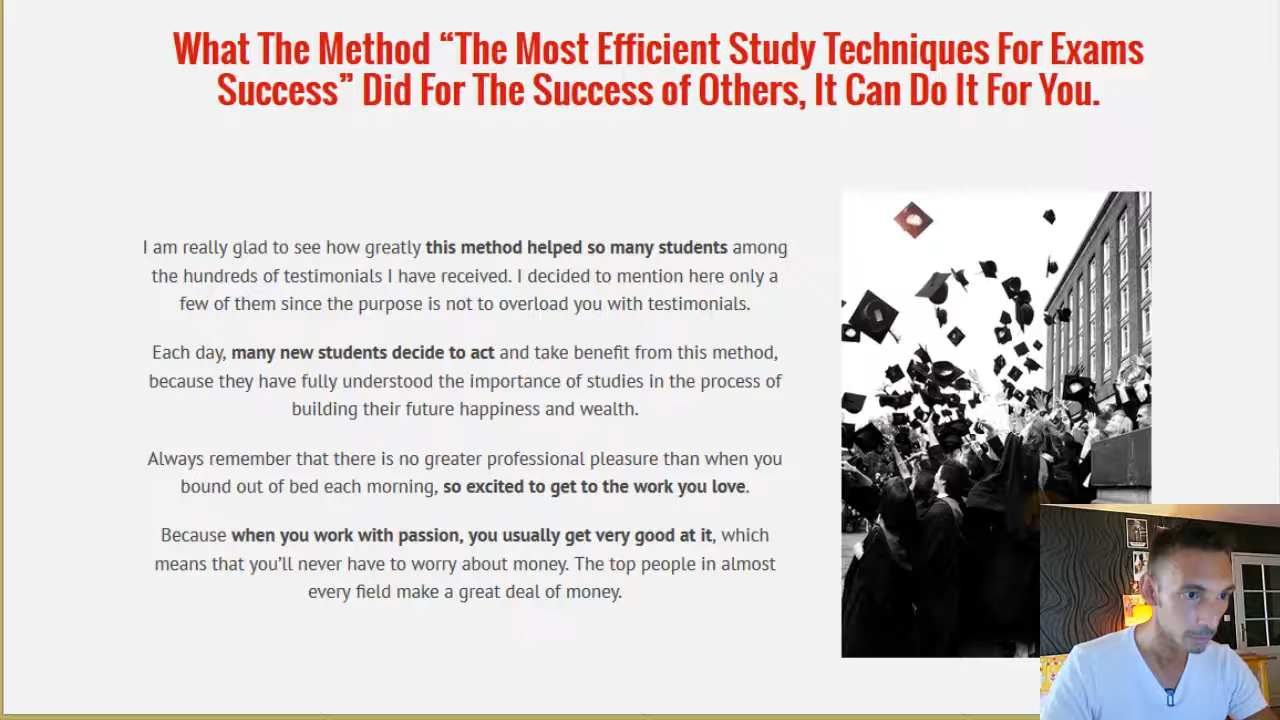 What The Method “The Most Efficient Study Techniques For Exams
Success” Did For The Success of Others, It Can Do It For You.
I am really glad to see how greatly this method helped so many students among
the hundreds of testimonials I have received. I decided to mention here only a
few of them since the purpose is not to overload you with testimonials.
Each day, many new students decide to act and take benefit from this method,
because they have fully understood the importance of studies in the process of
building their future happiness and wealth.
Always remember that there is no greater professional pleasure than when you
bound out of bed each morning, so excited to get to the work you love.
Because when you work with passion, you usually get very good at it, which
means that you’ll never have to worry about money. The top people in almost
every field make a great deal of money.